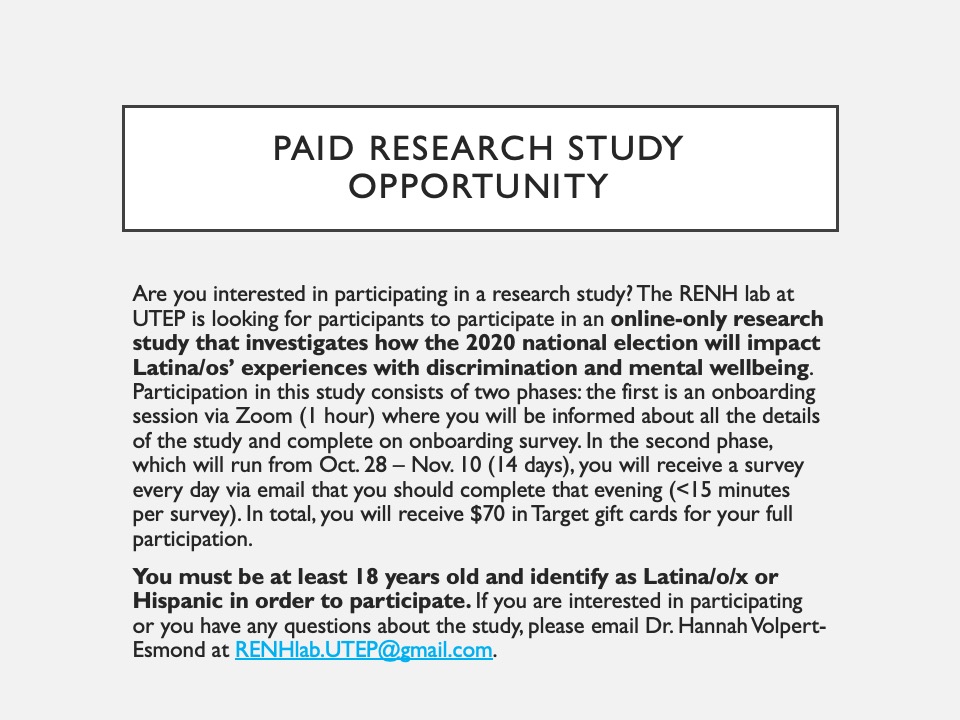 PAID RESEARCH STUDY
OPPORTUNITY
Are you interested in participating in a research study? The RENH lab at
UTEP is looking for participants to participate in an online-only research
study that investigates how the 2020 national election will impact
Latina/os’ experiences with discrimination and mental wellbeing.
Participation in this study consists of two phases: the first is an onboarding
session via Zoom (1 hour) where you will be informed about all the details
of the study and complete on onboarding survey. In the second phase,
which will run from Oct. 28 – Nov. 10 (14 days), you will receive a survey
every day via email that you should complete that evening (<15 minutes
per survey). In total, you will receive $70 in Target gift cards for your full
participation.
You must be at least 18 years old and identify as Latina/o/x or
Hispanic in order to participate. If you are interested in participating
or you have any questions about the study, please email Dr. Hannah Volpert-
Esmond at RENHlab.UTEP@gmail.com.